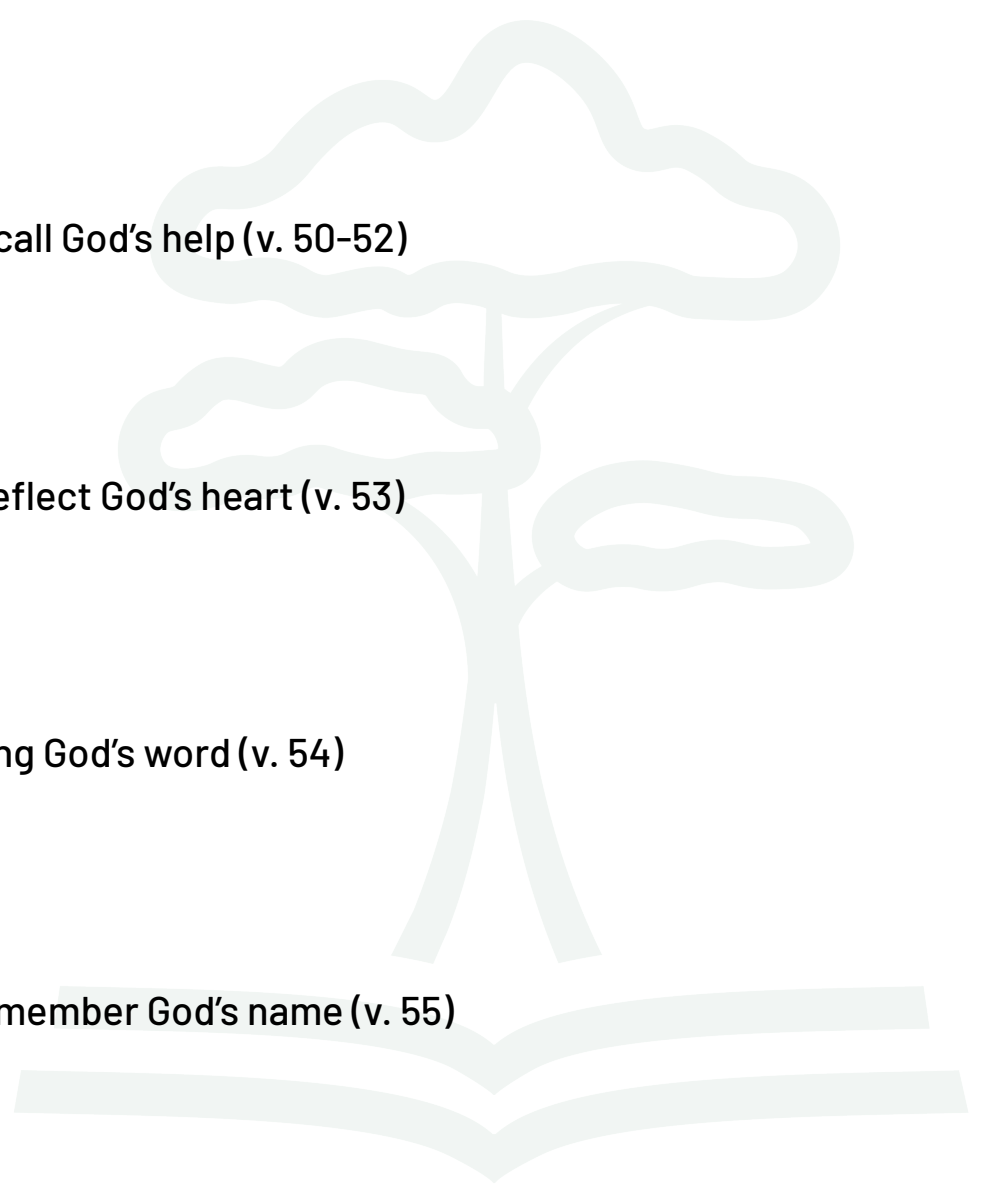 call God's help (v. 50-52)
eflect God's heart (v. 53)
ng God's word (v. 54)
member God's name (v. 55)